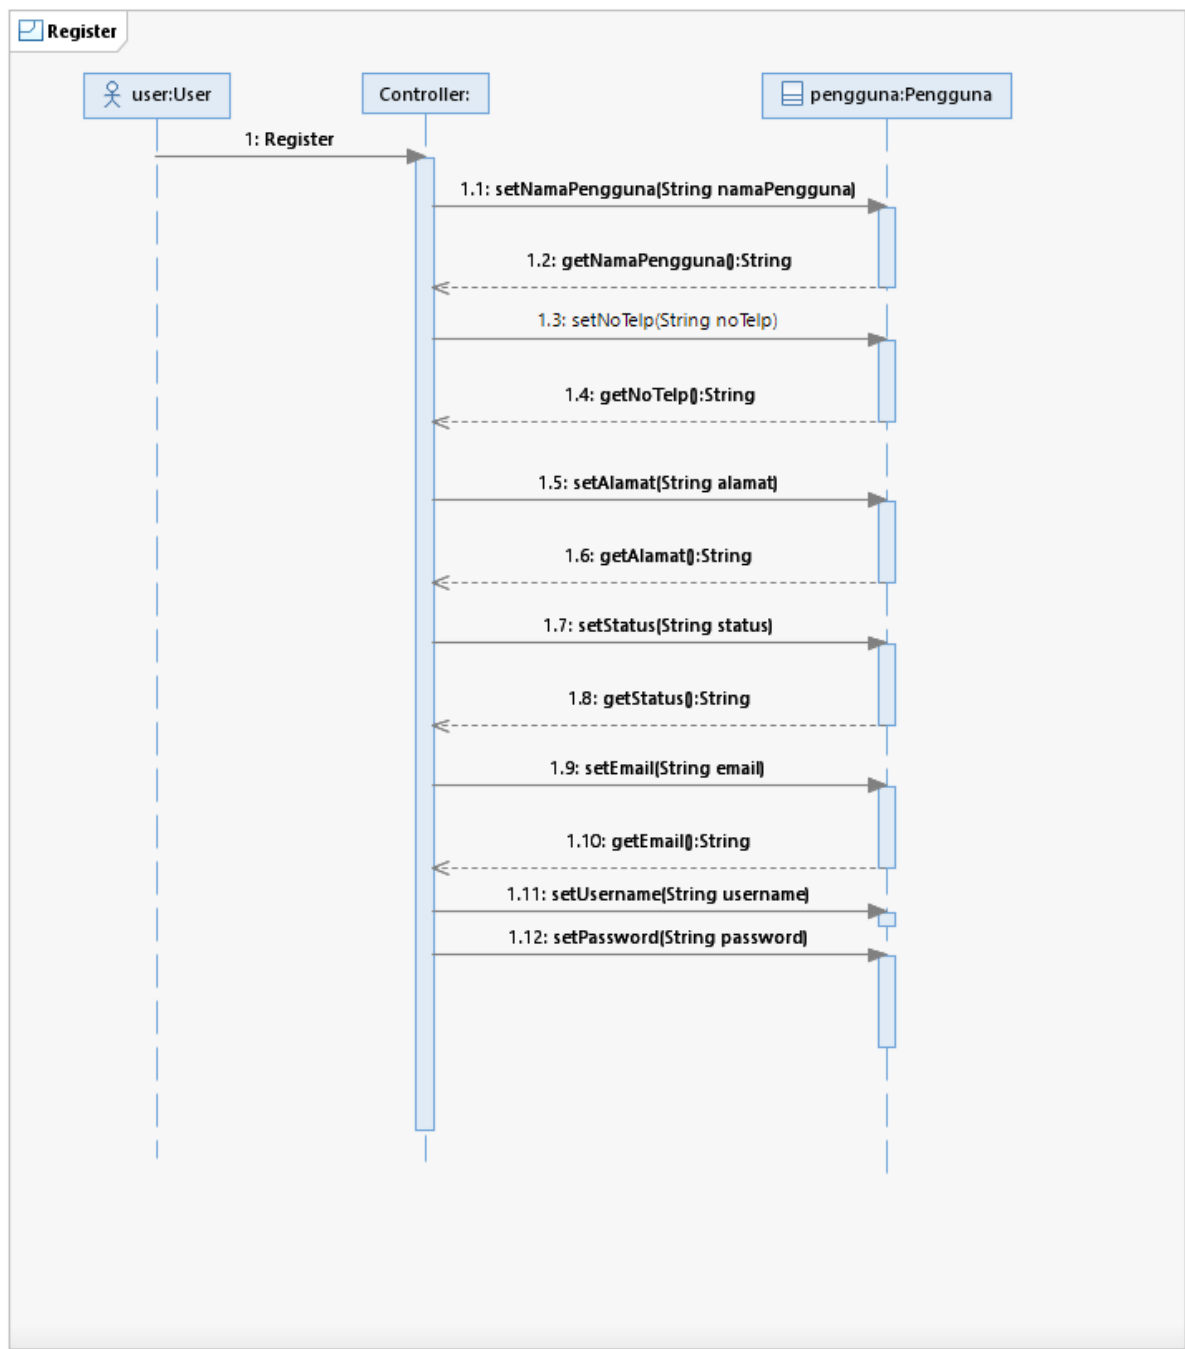 Register
user:User
Controller:
pengguna:Pengguna
1: Register
1.1: setNamaPengguna(String namaPengguna)
1.2: getNamaPengguna():String
1.3: setNoTelp(String noTelp)
1.4: getNoTelp():String
1.5: setAlamat(String alamat)
1.6: getAlamat():String
1.7: setStatus(String status)
1.8: getStatus():String
1.9: setEmail(String email)
1.10: getEmail():String
1.11: setUsername(String username)
1.12: setPassword(String password)